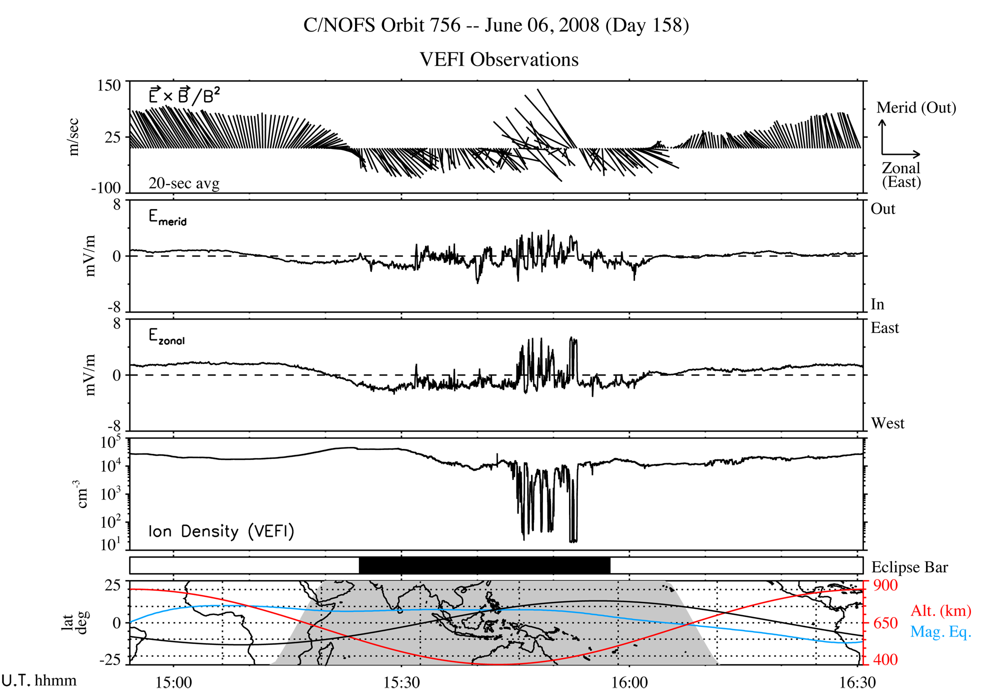 C/NOFS Orbit 756 -- June 06, 2008 (Day 158)
VEFI Observations
150
25
-100
m/sec
E × B /B²
20-sec avg
Merid (Out)
Zonal
(East)
8
0
-8
mV/m
Emerid
Out
In
8
0
-8
mV/m
Ezonal
East
West
10⁵
10⁴
10³
10²
10¹
cm⁻³
Ion Density (VEFI)
Eclipse Bar
25
0
-25
lat
deg
900
650
400
Alt. (km)
Mag. Eq.
U.T. hhmm
15:00
15:30
16:00
16:30